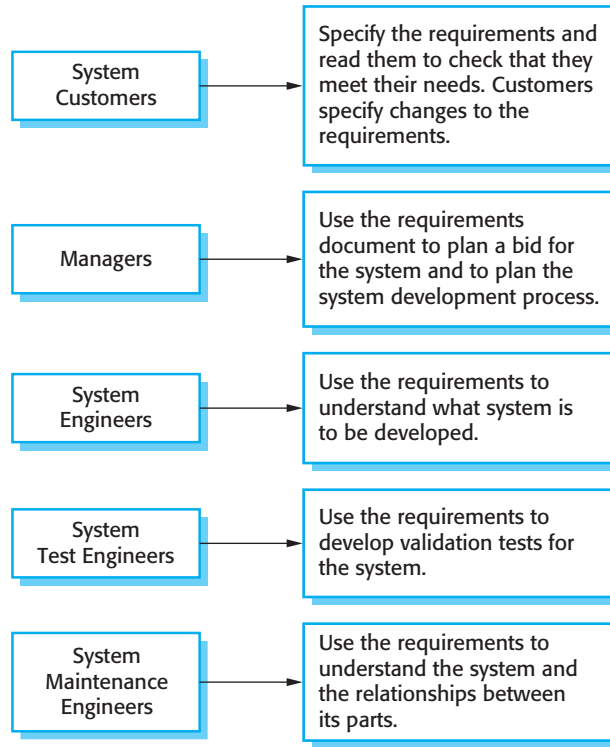 System
Customers
Specify the requirements and
read them to check that they
meet their needs. Customers
specify changes to the
requirements.
Managers
Use the requirements
document to plan a bid for
the system and to plan the
system development process.
System
Engineers
Use the requirements to
understand what system is
to be developed.
System
Test Engineers
Use the requirements to
develop validation tests for
the system.
System
Maintenance
Engineers
Use the requirements to
understand the system and
the relationships between
its parts.